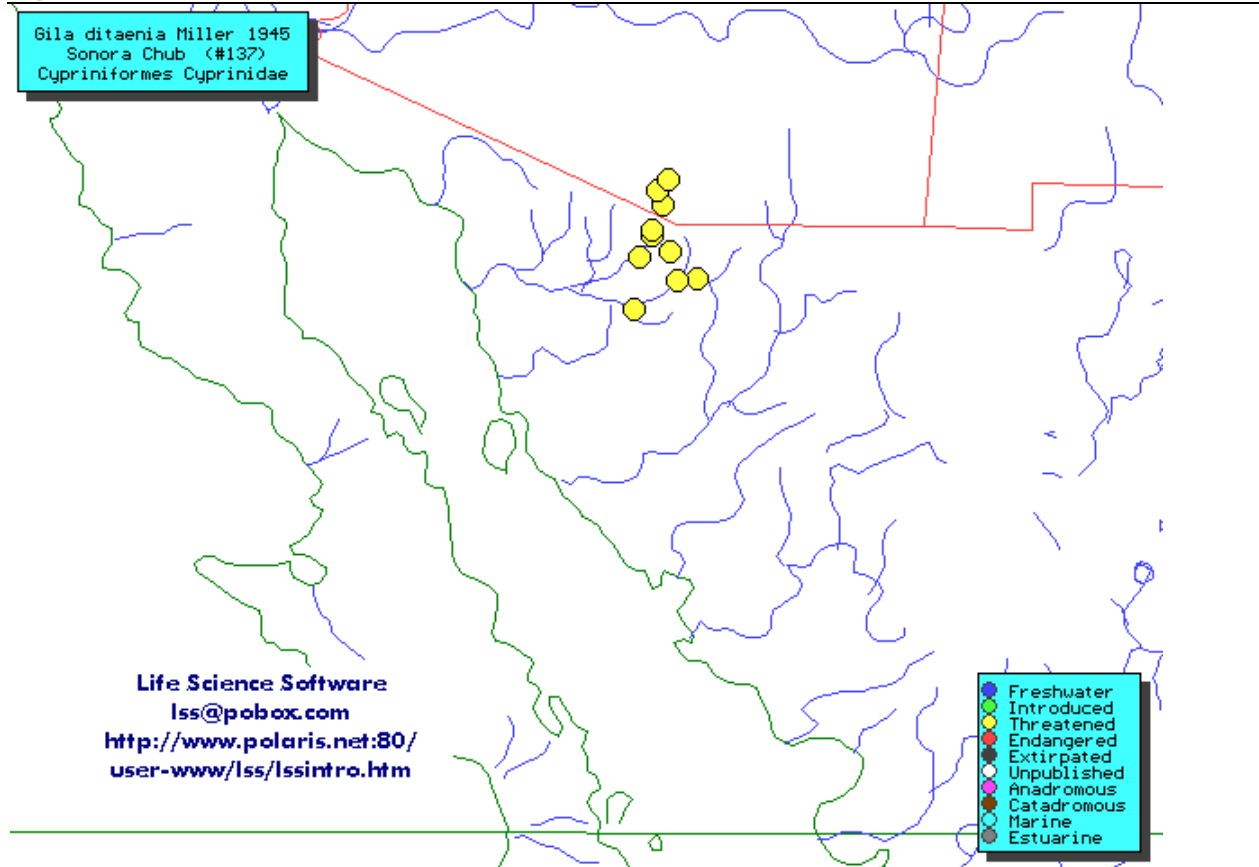 Gila ditaenia Miller 1945
Sonora Chub (#137)
Cypriniformes Cyprinidae
Life Science Software
lss@pobox.com
http://www.polaris.net:80/
user-www/lss/lssintro.htm
Freshwater
Introduced
Threatened
Endangered
Extirpated
Unpublished
Anadromous
Catadromous
Marine
Estuarine